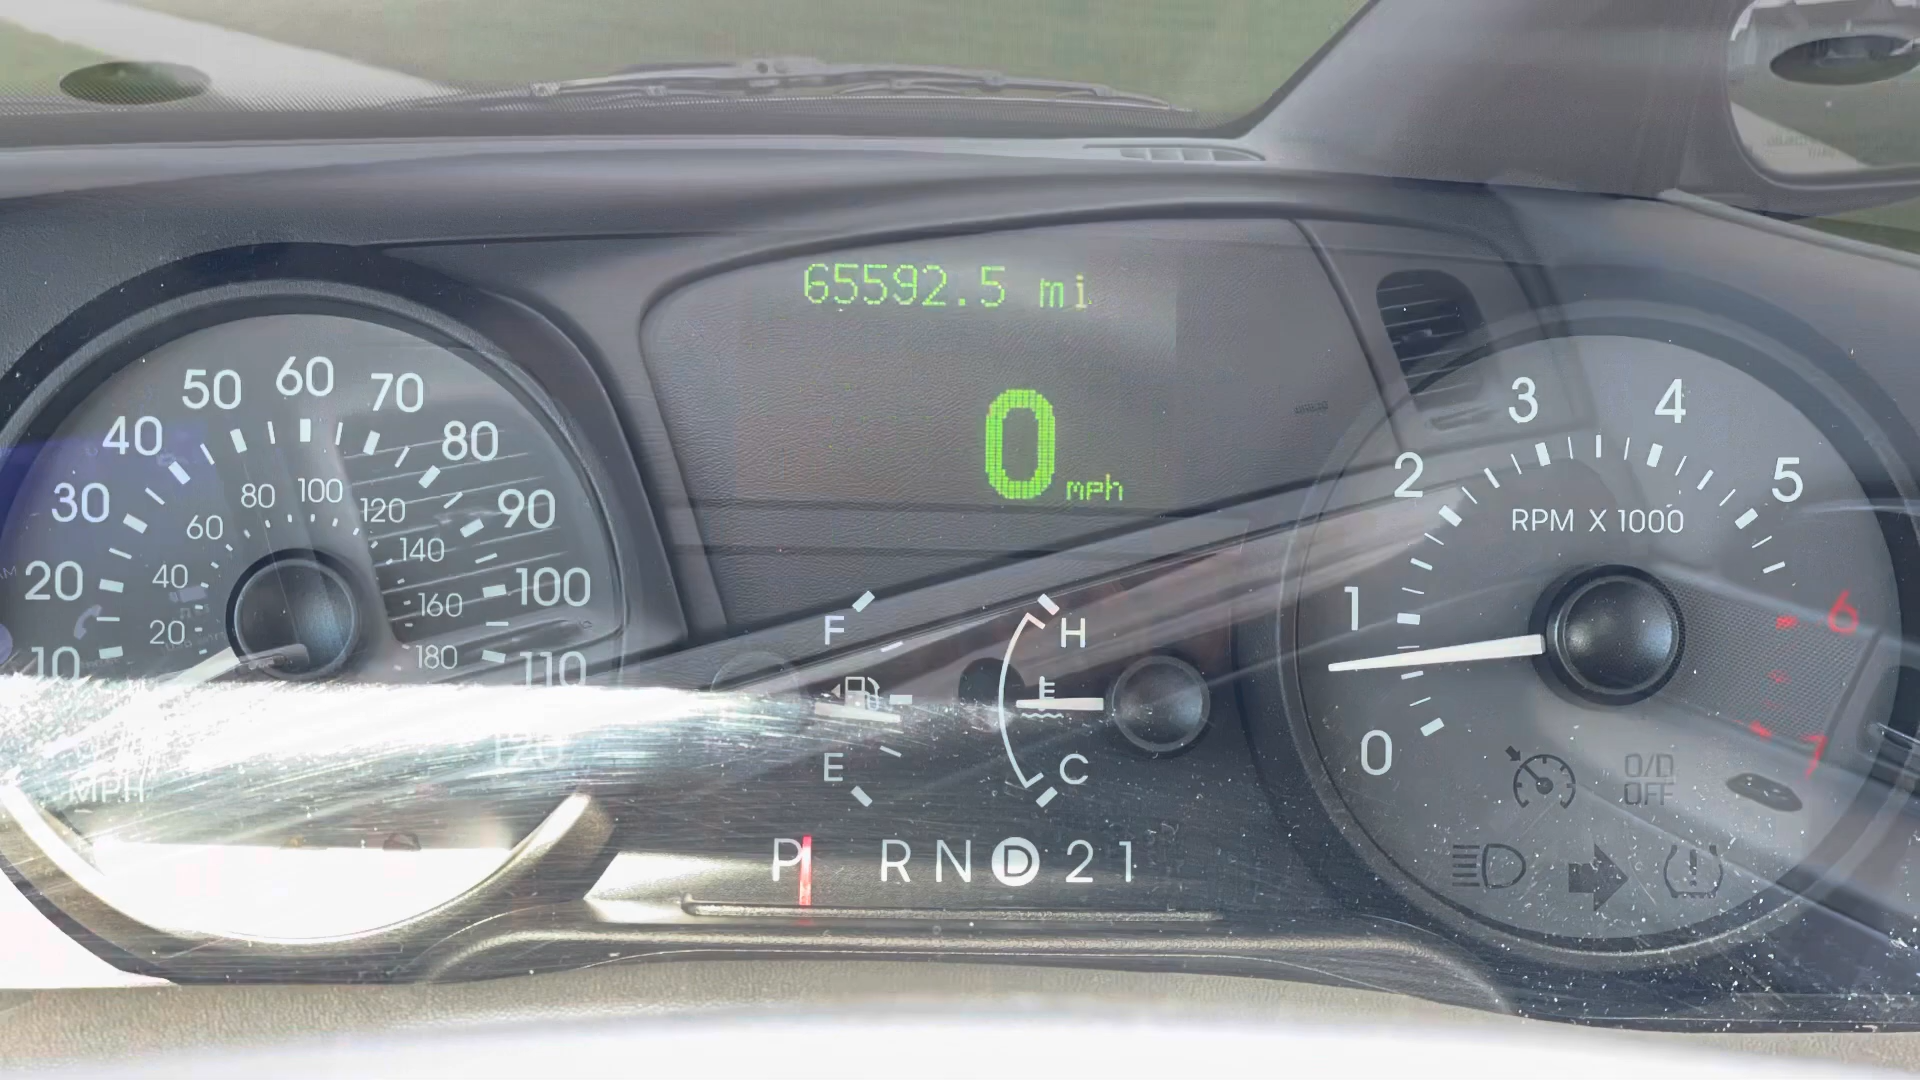 65592.5 mi
0 mph
10 20 30 40 50 60 70 80 90 100 110 120
20 40 60 80 100 120 140 160 180
MPH
F
E
H
C
P R N D 2 1
0 1 2 3 4 5 6 7
RPM X 1000
O/D
OFF